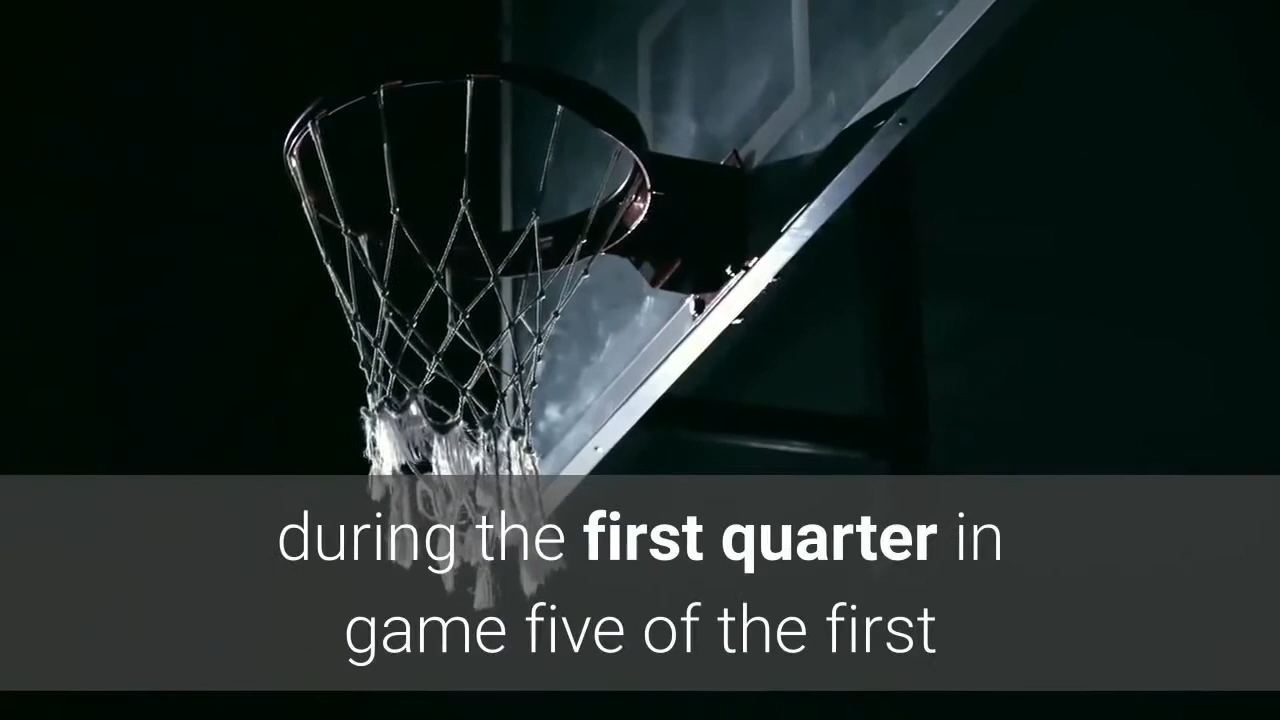 during the first quarter in
game five of the first